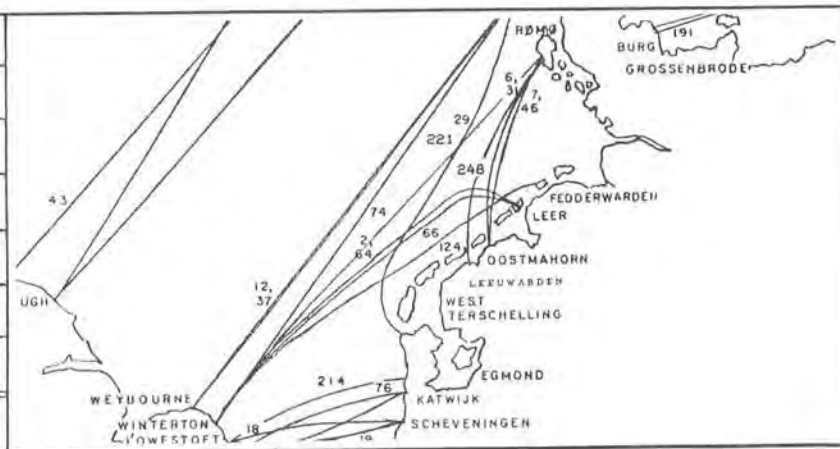 RØMØ
191
BURG
GROSSENBRODE
6,
31
7,
46
29
221
248
43
74
FEDDERWARDEN
LEER
2,
64
66
124
OOSTMAHORN
LEEUWARDEN
12,
37
WEST
TERSCHELLING
UGH
214
76
EGMOND
WEYBOURNE
KATWIJK
WINTERTON
LOWESTOFT
18
SCHEVENINGEN